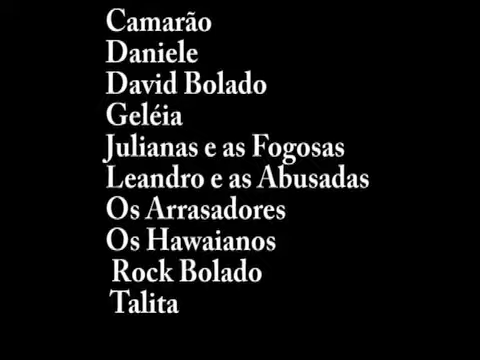 Camarão
Daniele
David Bolado
Geléia
Julianas e as Fogosas
Leandro e as Abusadas
Os Arrasadores
Os Hawaianos
Rock Bolado
Talita